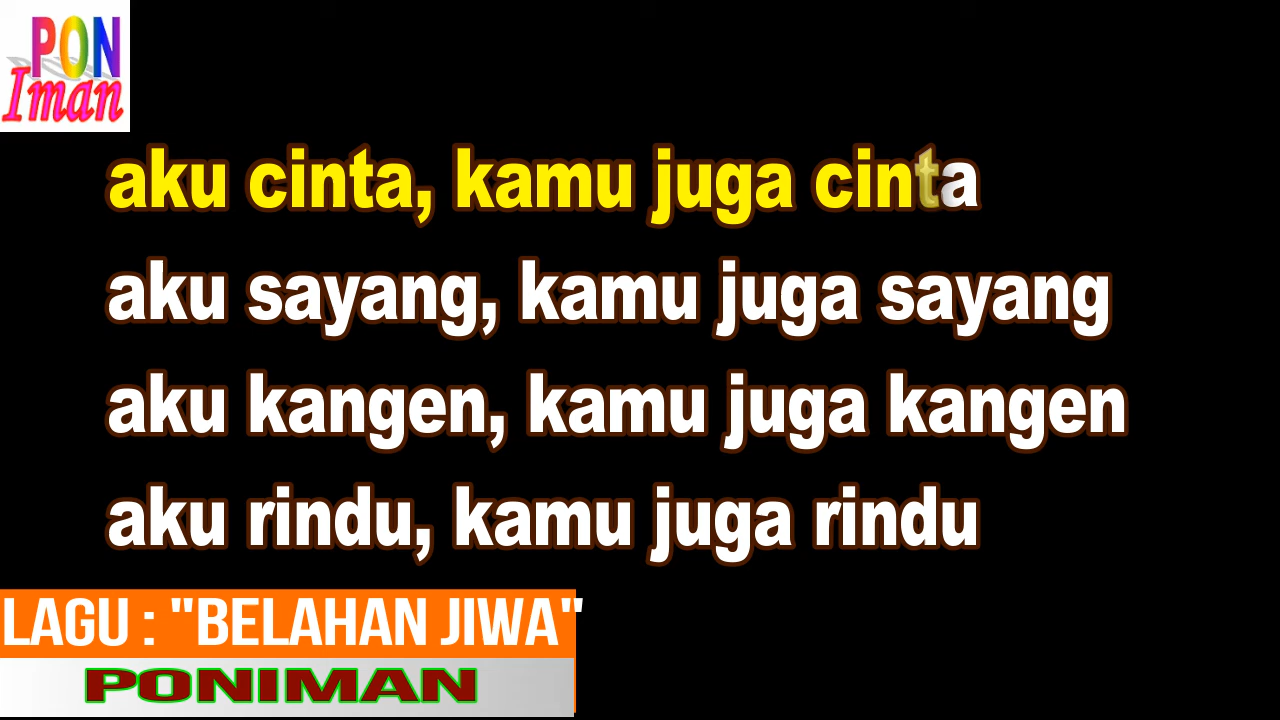 PON
Iman
aku cinta, kamu juga cinta
aku sayang, kamu juga sayang
aku kangen, kamu juga kangen
aku rindu, kamu juga rindu
LAGU : "BELAHAN JIWA"
PONIMAN